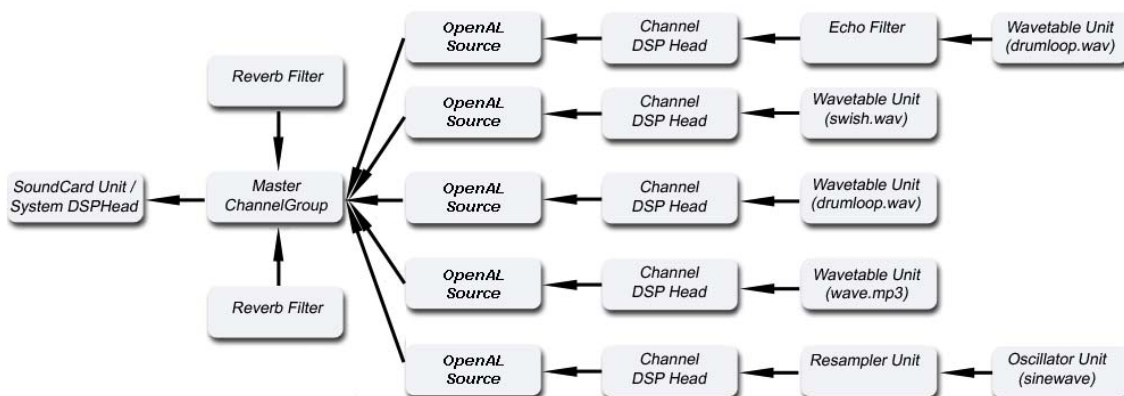 OpenAL
Source
Channel
DSP Head
Echo Filter
Wavetable Unit
(drumloop.wav)
Reverb Filter
OpenAL
Source
Channel
DSP Head
Wavetable Unit
(swish.wav)
SoundCard Unit /
System DSPHead
Master
ChannelGroup
OpenAL
Source
Channel
DSP Head
Wavetable Unit
(drumloop.wav)
Reverb Filter
OpenAL
Source
Channel
DSP Head
Wavetable Unit
(wave.mp3)
OpenAL
Source
Channel
DSP Head
Resampler Unit
Oscillator Unit
(sinewave)